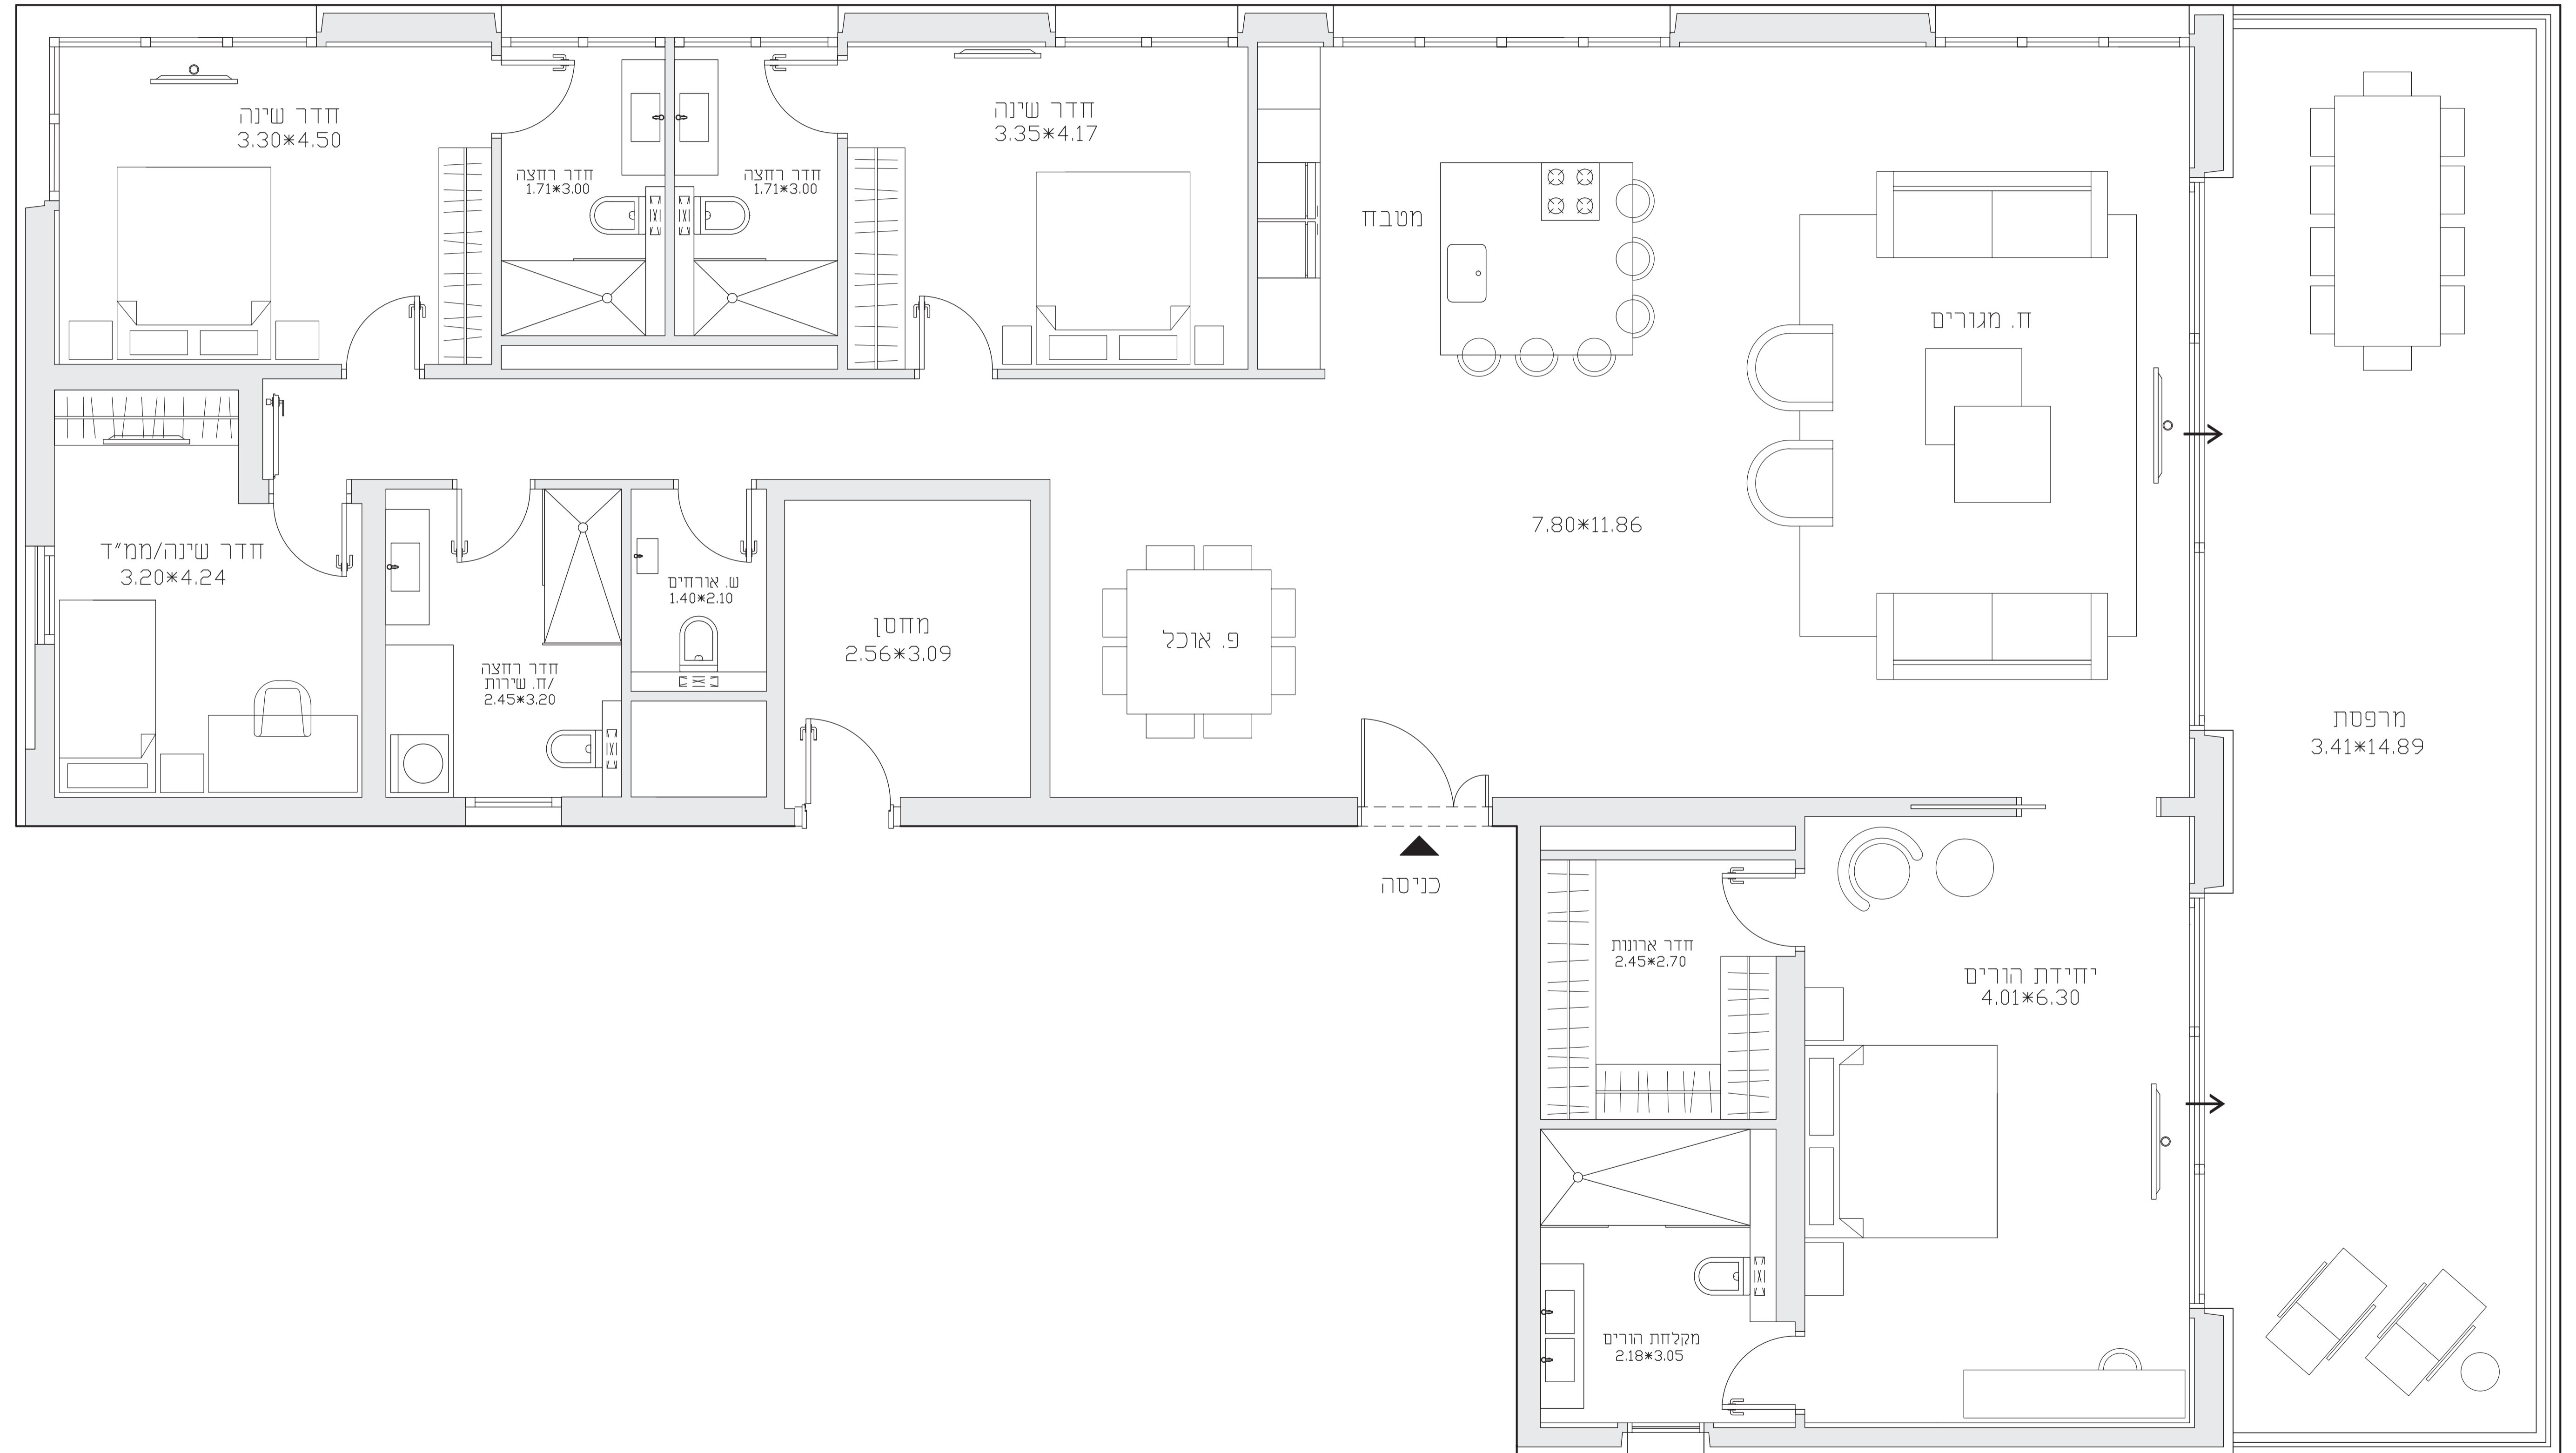 חדר שינה
3.30*4.50
חדר רחצה
1.71*3.00
חדר רחצה
1.71*3.00
חדר שינה
3.35*4.17
מטבח
ח. מגורים
7.80*11.86
חדר שינה/ממ״ד
3.20*4.24
חדר רחצה
/ח. שירות
2.45*3.20
ש. אורחים
1.40*2.10
מחסן
2.56*3.09
פ. אוכל
מרפסת
3.41*14.89
כניסה
חדר ארונות
2.45*2.70
יחידת הורים
4.01*6.30
מקלחת הורים
2.18*3.05